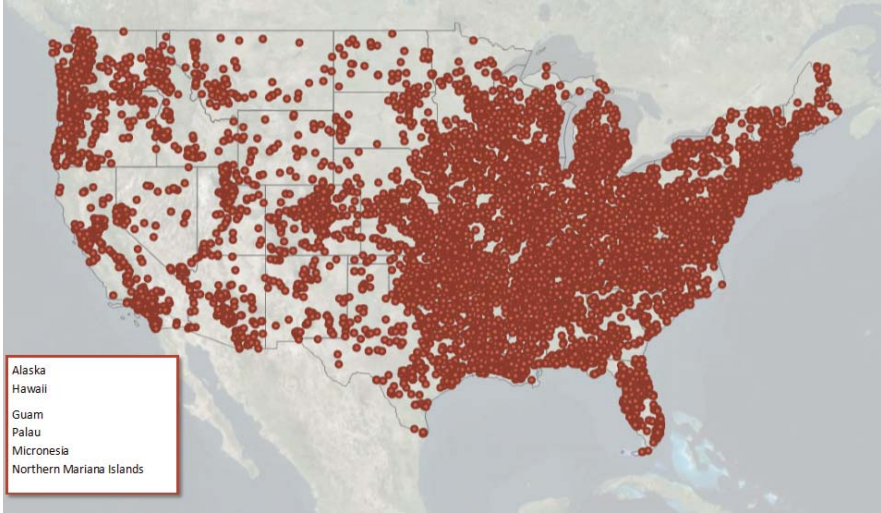 Alaska
Hawaii
Guam
Palau
Micronesia
Northern Mariana Islands